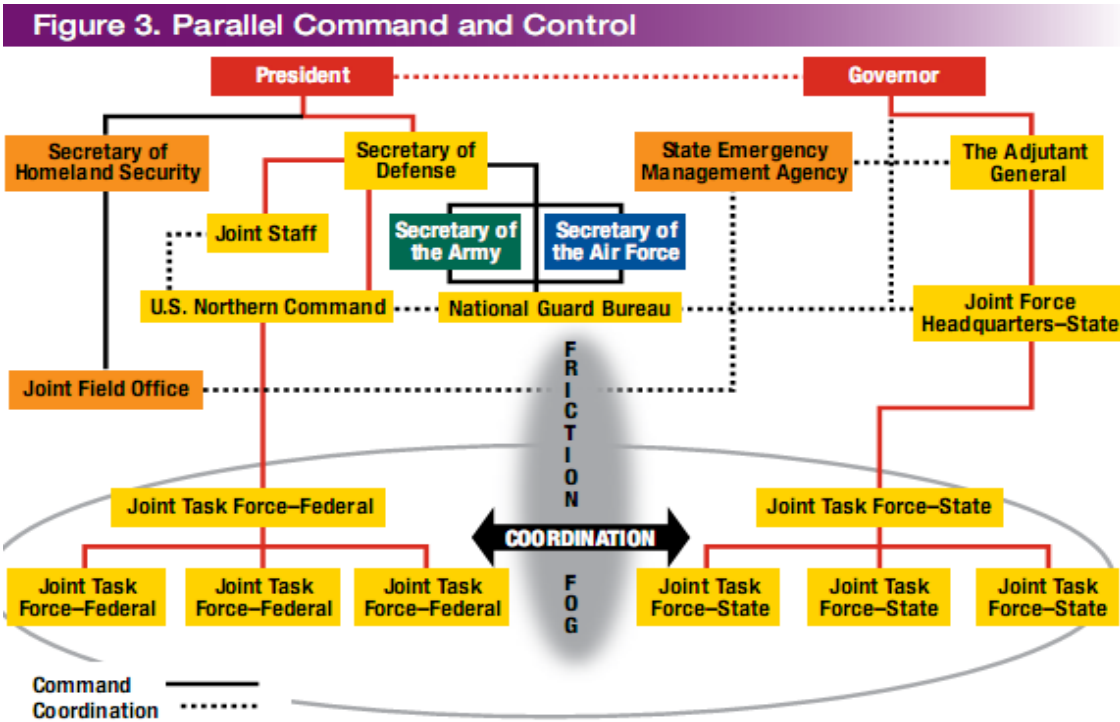 Figure 3. Parallel Command and Control
President
Governor
Secretary of
Homeland Security
Secretary of
Defense
State Emergency
Management Agency
The Adjutant
General
Joint Staff
Secretary of
the Army
Secretary of
the Air Force
U.S. Northern Command
National Guard Bureau
Joint Force
Headquarters–State
Joint Field Office
FRICTION
Joint Task Force–Federal
Joint Task Force–State
COORDINATION
Joint Task
Force–Federal
Joint Task
Force–Federal
Joint Task
Force–Federal
FOG
Joint Task
Force–State
Joint Task
Force–State
Joint Task
Force–State
Command
Coordination